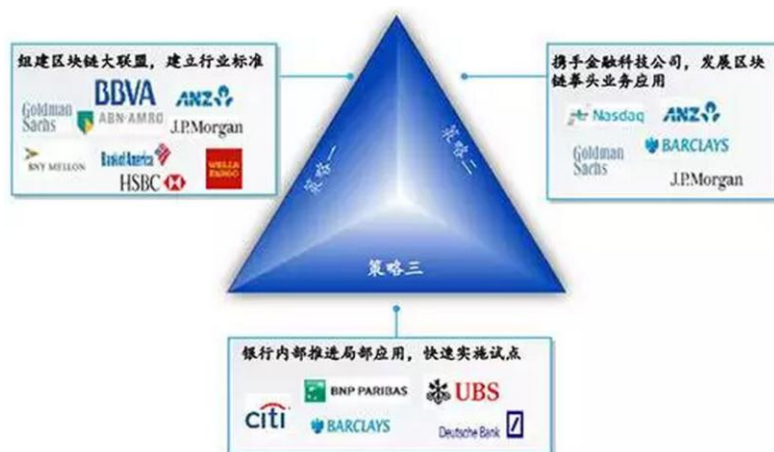 组建区块链大联盟，建立行业标准
BBVA
Goldman
Sachs
ABN·AMRO
ANZ
J.P.Morgan
BNY MELLON
Bank of America
HSBC
WELLS
FARGO
携手金融科技公司，发展区块
链拳头业务应用
Nasdaq
ANZ
Goldman
Sachs
BARCLAYS
J.P.Morgan
策略一
策略二
策略三
银行内部推进局部应用，快速实施试点
citi
BNP PARIBAS
UBS
BARCLAYS
Deutsche Bank